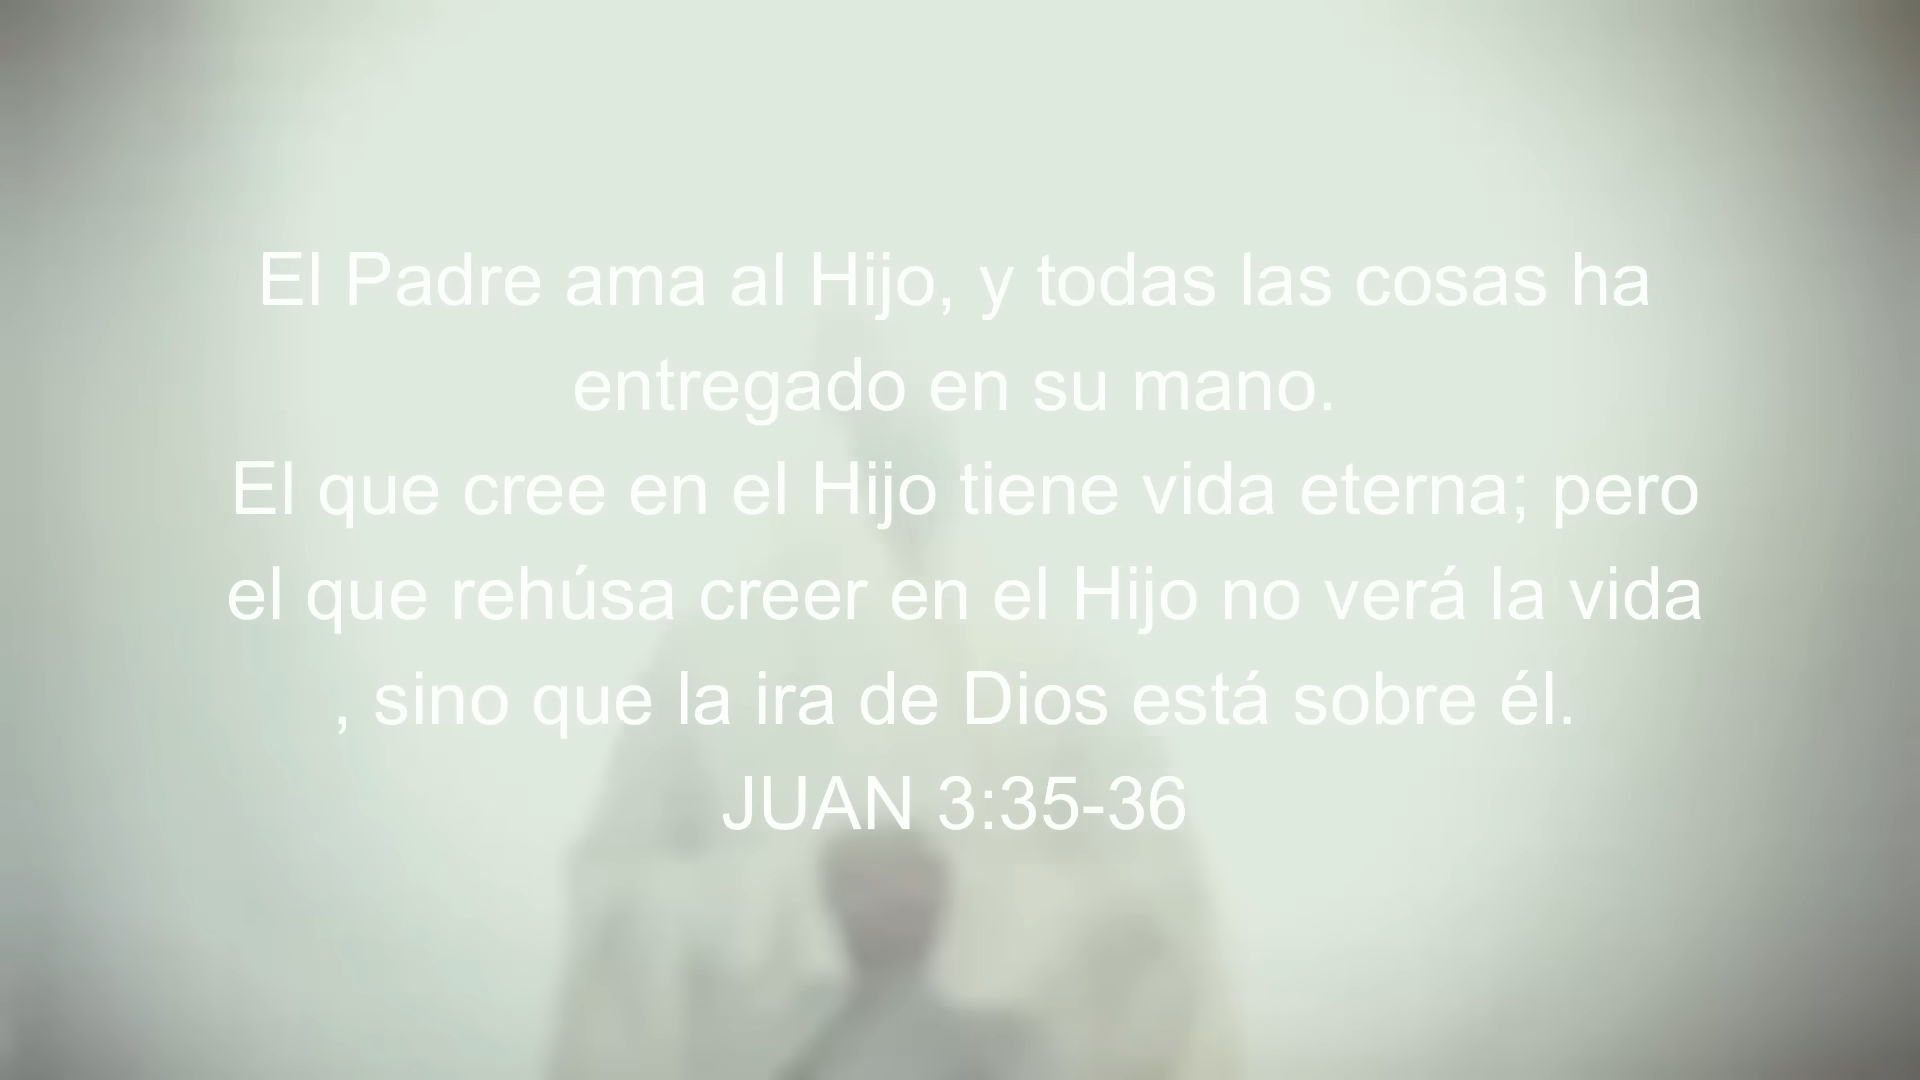 El Padre ama al Hijo, y todas las cosas ha
entregado en su mano.
El que cree en el Hijo tiene vida eterna; pero
el que rehúsa creer en el Hijo no verá la vida
, sino que la ira de Dios está sobre él.
JUAN 3:35-36